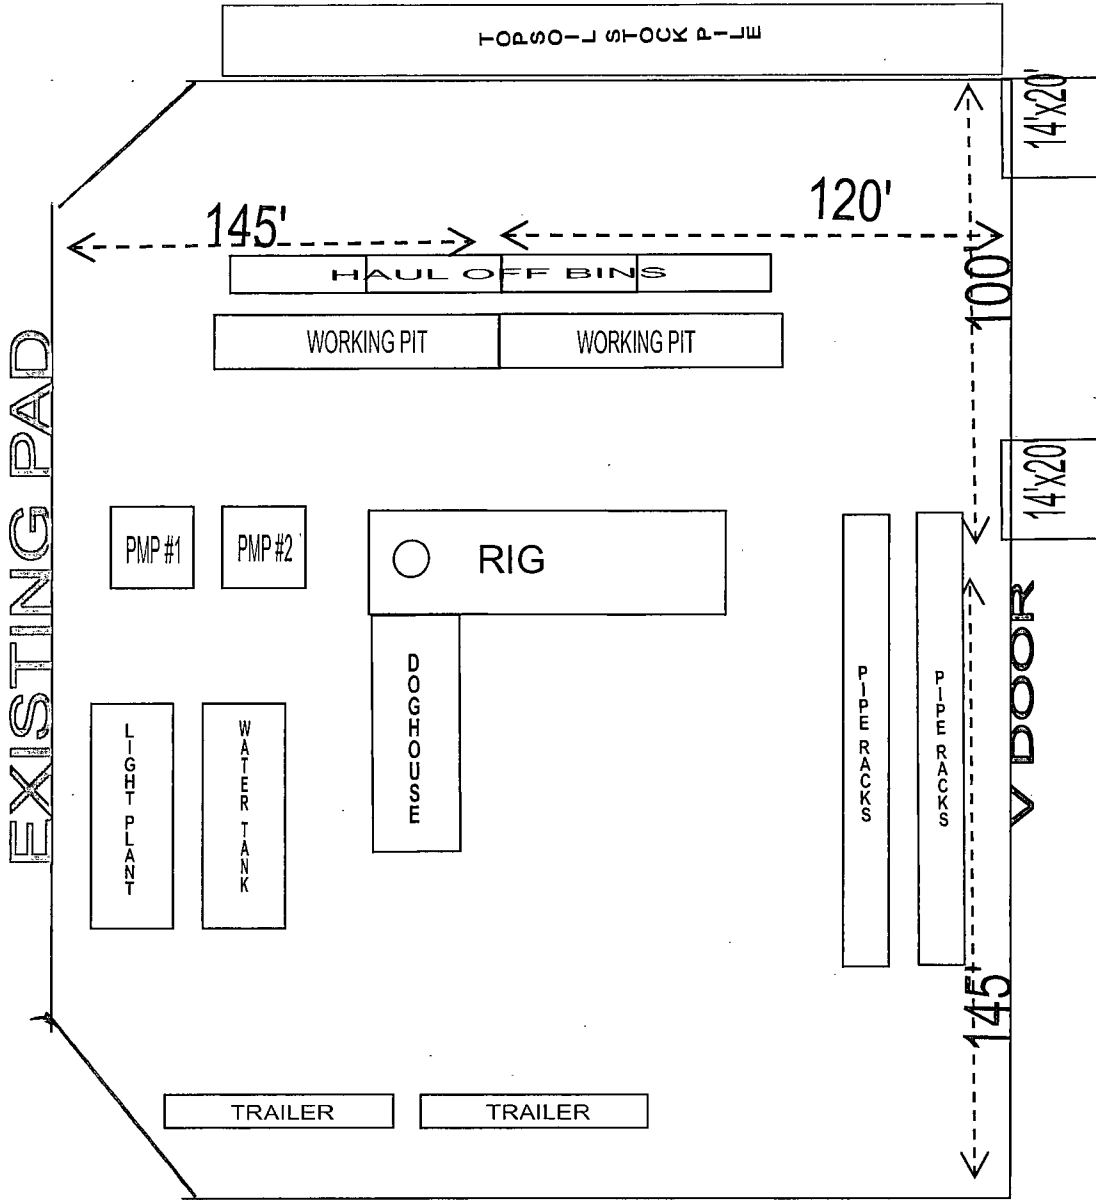 TOPSOIL STOCK PILE
14'x20'
145'
120'
HAUL OFF BINS
100'
WORKING PIT
WORKING PIT
EXISTING PAD
14'x20'
PMP #1
PMP #2
RIG
V DOOR
DOGHOUSE
PIPE RACKS
PIPE RACKS
LIGHT PLANT
WATER TANK
145'
TRAILER
TRAILER